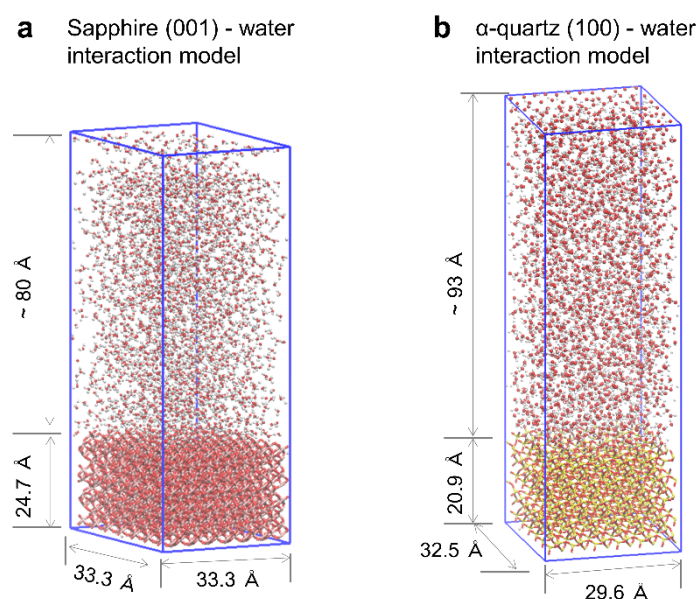 a Sapphire (001) - water
interaction model
~ 80 Å
24.7 Å
33.3 Å
33.3 Å
b α-quartz (100) - water
interaction model
~ 93 Å
20.9 Å
32.5 Å
29.6 Å